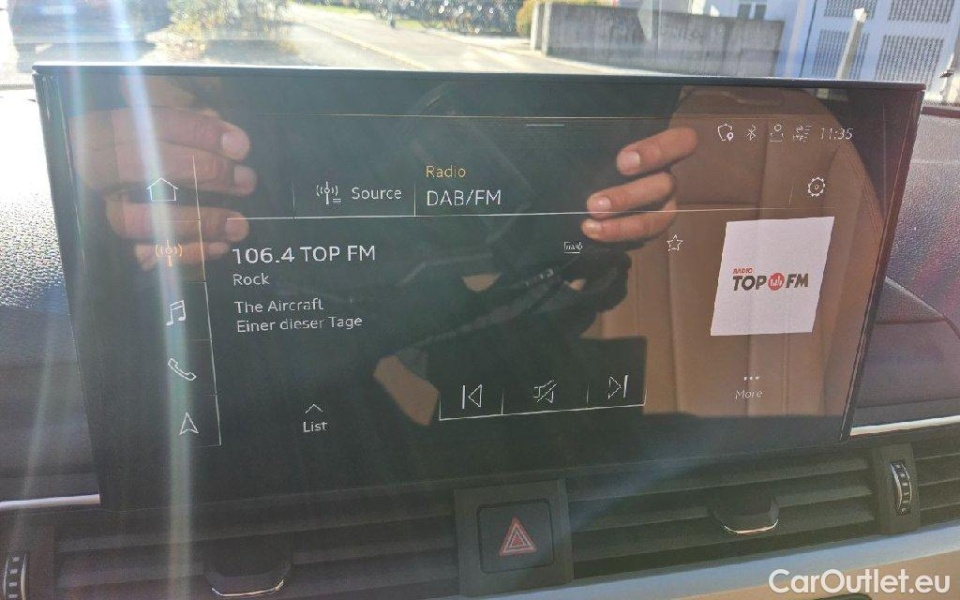 11:35
Radio
Source
DAB/FM
106.4 TOP FM
Rock
The Aircraft
Einer dieser Tage
RADIO
TOP FM
List
More
CarOutlet.eu